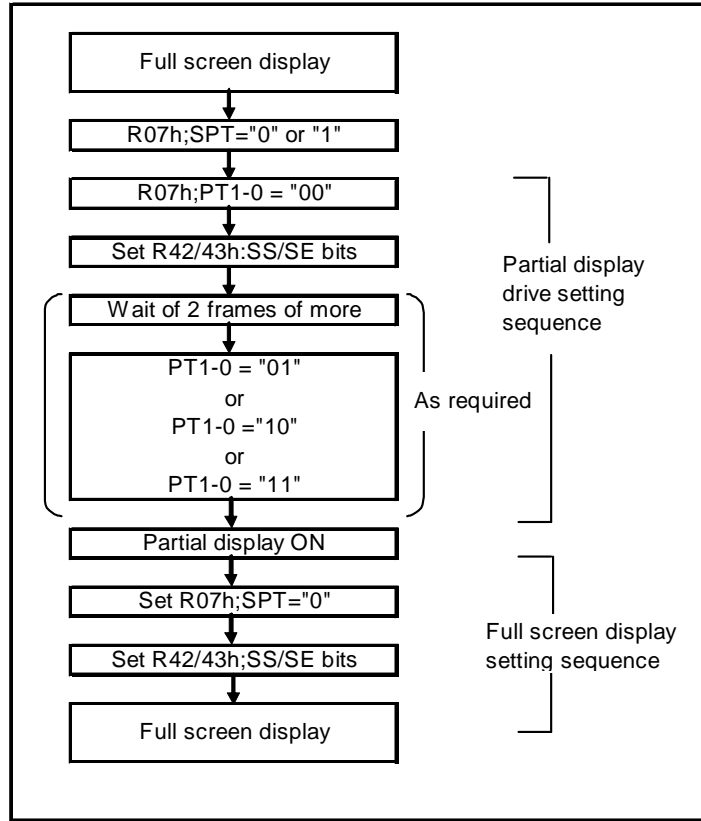 Full screen display
R07h;SPT="0" or "1"
R07h;PT1-0 = "00"
Set R42/43h:SS/SE bits
Wait of 2 frames of more
PT1-0 = "01"
or
PT1-0 ="10"
or
PT1-0 = "11"
As required
Partial display
drive setting
sequence
Partial display ON
Set R07h;SPT="0"
Set R42/43h;SS/SE bits
Full screen display
Full screen display
setting sequence